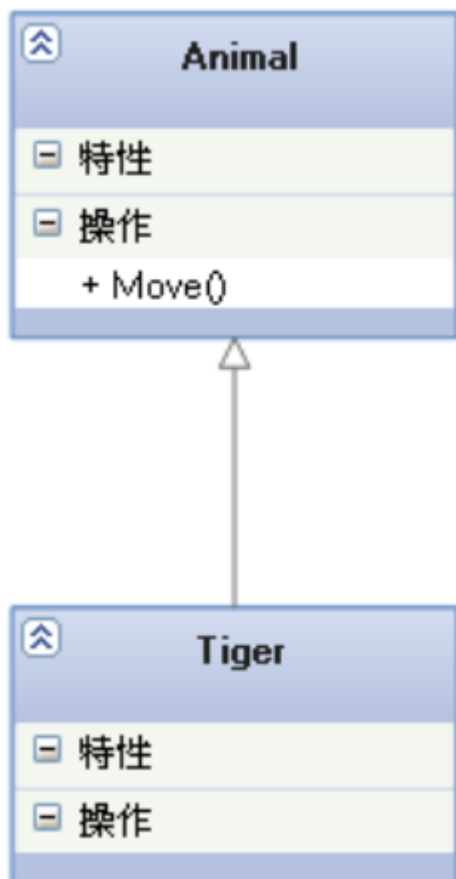 Animal
特性
操作
+ Move()
Tiger
特性
操作